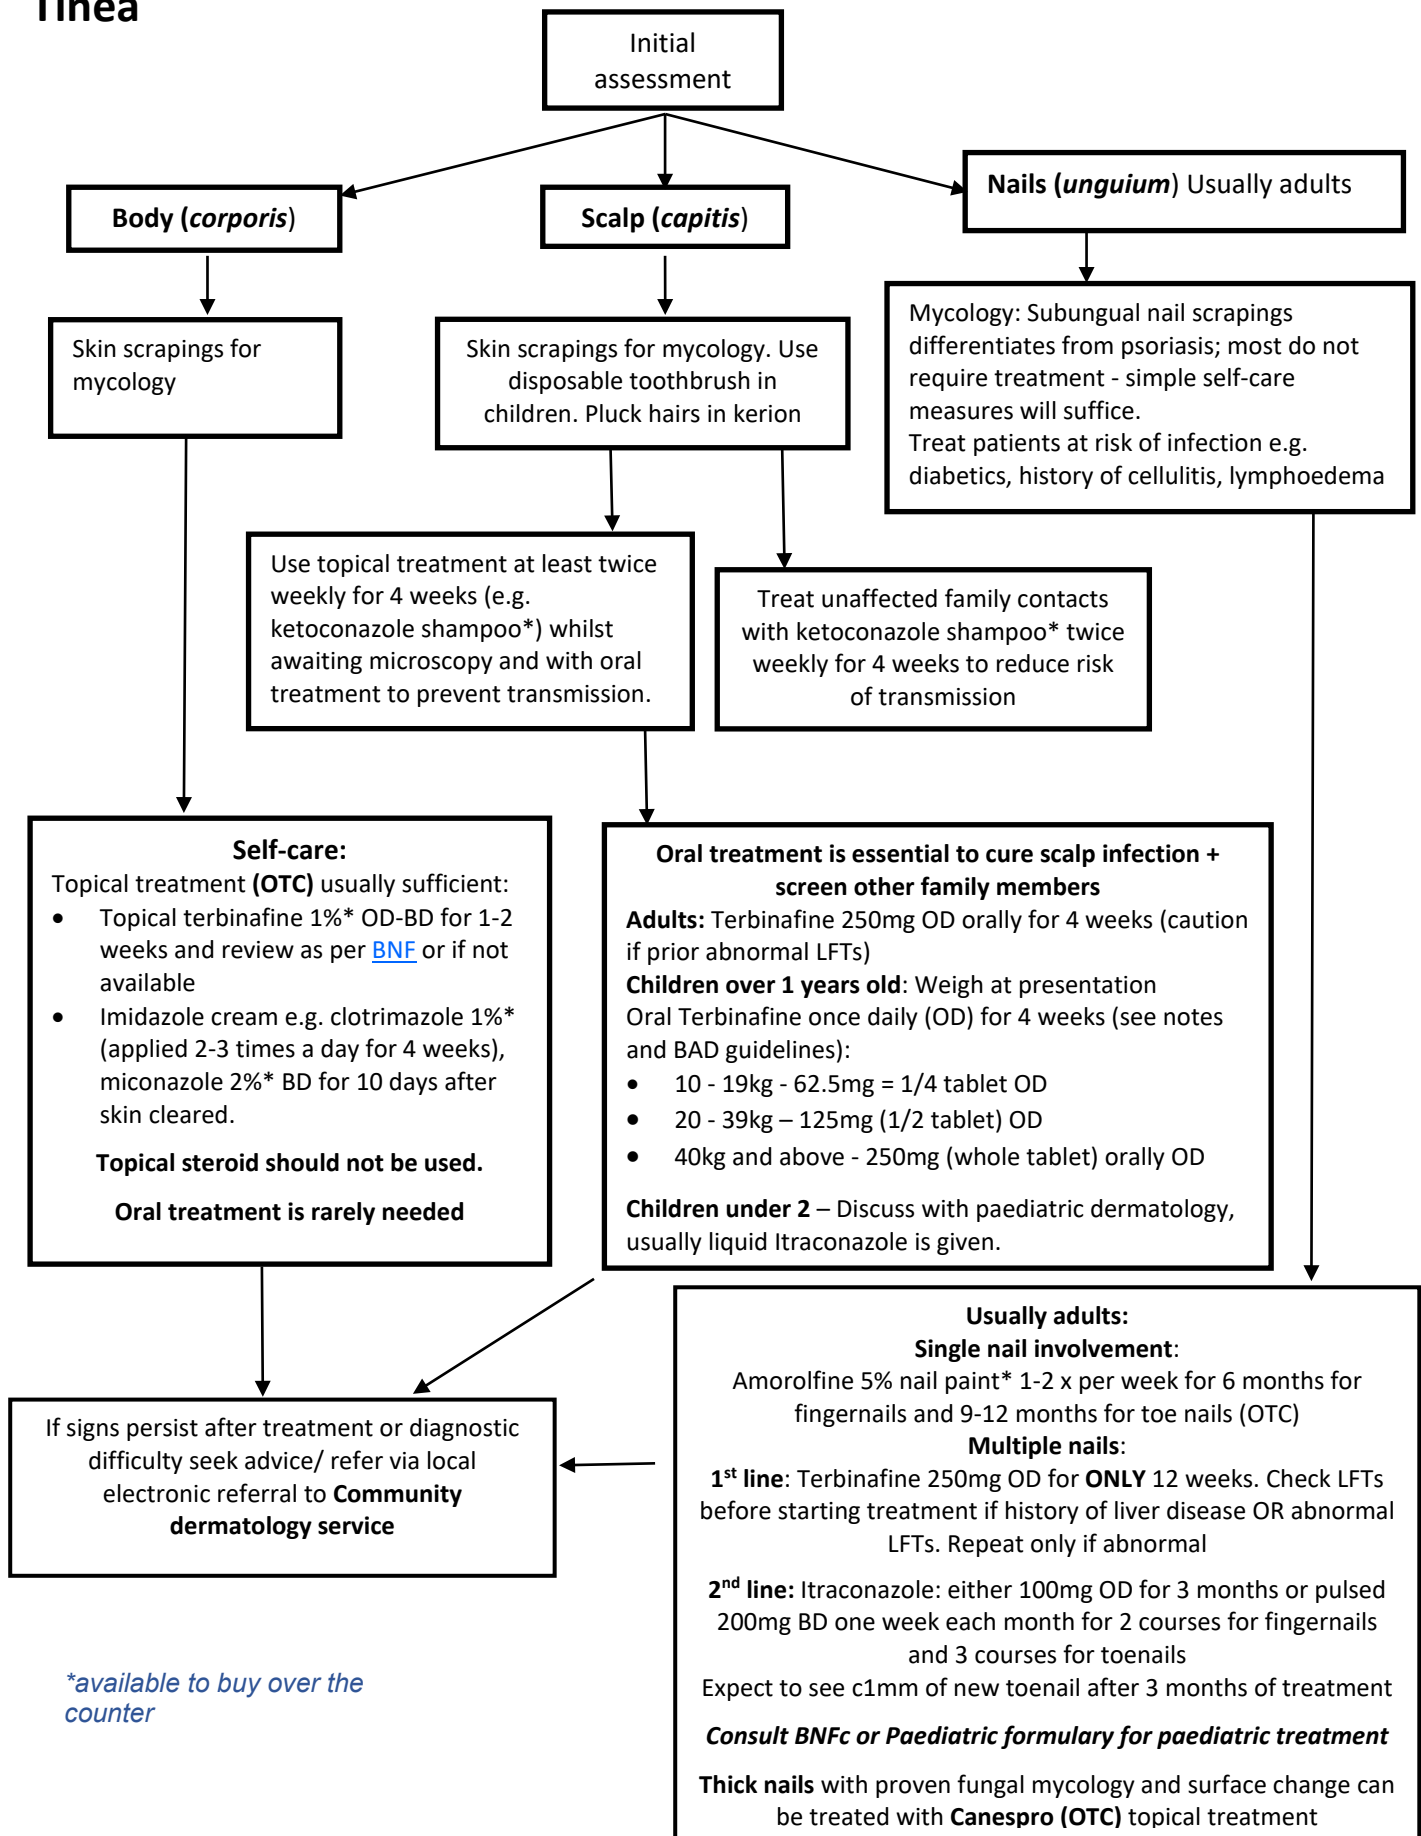 Tinea
Initial
assessment
Body (corporis)
Scalp (capitis)
Nails (unguium) Usually adults
Skin scrapings for
mycology
Skin scrapings for mycology. Use
disposable toothbrush in
children. Pluck hairs in kerion
Mycology: Subungual nail scrapings
differentiates from psoriasis; most do not
require treatment - simple self-care
measures will suffice.
Treat patients at risk of infection e.g.
diabetics, history of cellulitis, lymphoedema
Use topical treatment at least twice
weekly for 4 weeks (e.g.
ketoconazole shampoo*) whilst
awaiting microscopy and with oral
treatment to prevent transmission.
Treat unaffected family contacts
with ketoconazole shampoo* twice
weekly for 4 weeks to reduce risk
of transmission
Self-care:
Topical treatment (OTC) usually sufficient:
• Topical terbinafine 1%* OD-BD for 1-2
weeks and review as per BNF or if not
available
• Imidazole cream e.g. clotrimazole 1%*
(applied 2-3 times a day for 4 weeks),
miconazole 2%* BD for 10 days after
skin cleared.
Topical steroid should not be used.
Oral treatment is rarely needed
Oral treatment is essential to cure scalp infection +
screen other family members
Adults: Terbinafine 250mg OD orally for 4 weeks (caution
if prior abnormal LFTs)
Children over 1 years old: Weigh at presentation
Oral Terbinafine once daily (OD) for 4 weeks (see notes
and BAD guidelines):
• 10 - 19kg - 62.5mg = 1/4 tablet OD
• 20 - 39kg – 125mg (1/2 tablet) OD
• 40kg and above - 250mg (whole tablet) orally OD
Children under 2 – Discuss with paediatric dermatology,
usually liquid Itraconazole is given.
If signs persist after treatment or diagnostic
difficulty seek advice/ refer via local
electronic referral to Community
dermatology service
Usually adults:
Single nail involvement:
Amorolfine 5% nail paint* 1-2 x per week for 6 months for
fingernails and 9-12 months for toe nails (OTC)
Multiple nails:
1st line: Terbinafine 250mg OD for ONLY 12 weeks. Check LFTs
before starting treatment if history of liver disease OR abnormal
LFTs. Repeat only if abnormal
2nd line: Itraconazole: either 100mg OD for 3 months or pulsed
200mg BD one week each month for 2 courses for fingernails
and 3 courses for toenails
Expect to see c1mm of new toenail after 3 months of treatment
Consult BNFc or Paediatric formulary for paediatric treatment
Thick nails with proven fungal mycology and surface change can
be treated with Canespro (OTC) topical treatment
*available to buy over the
counter